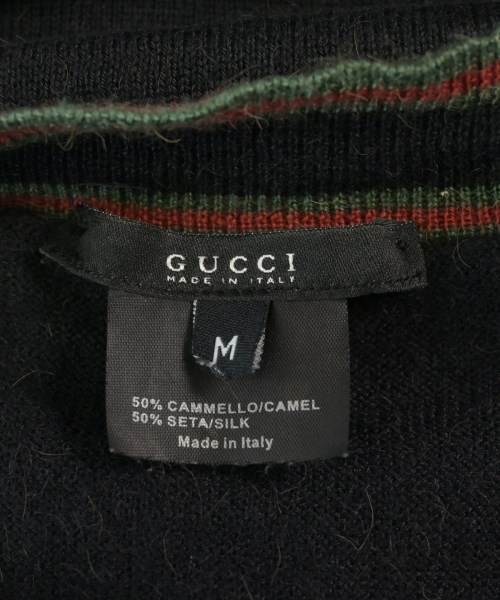 GUCCI
MADE IN ITALY
M
50% CAMMELLO/CAMEL
50% SETA/SILK
Made in Italy